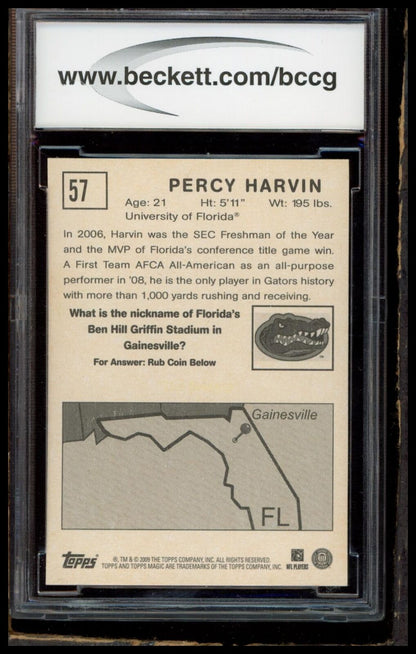 www.beckett.com/bccg
57
PERCY HARVIN
Age: 21 Ht: 5'11" Wt: 195 lbs.
University of Florida®
In 2006, Harvin was the SEC Freshman of the Year
and the MVP of Florida's conference title game win.
A First Team AFCA All-American as an all-purpose
performer in '08, he is the only player in Gators history
with more than 1,000 yards rushing and receiving.
What is the nickname of Florida's
Ben Hill Griffin Stadium in
Gainesville?
For Answer: Rub Coin Below
Gainesville
FL
Topps
®, TM & © 2009 THE TOPPS COMPANY, INC. ALL RIGHTS RESERVED.
TOPPS AND TOPPS MAGIC ARE TRADEMARKS OF THE TOPPS COMPANY, INC.
NFL PLAYERS